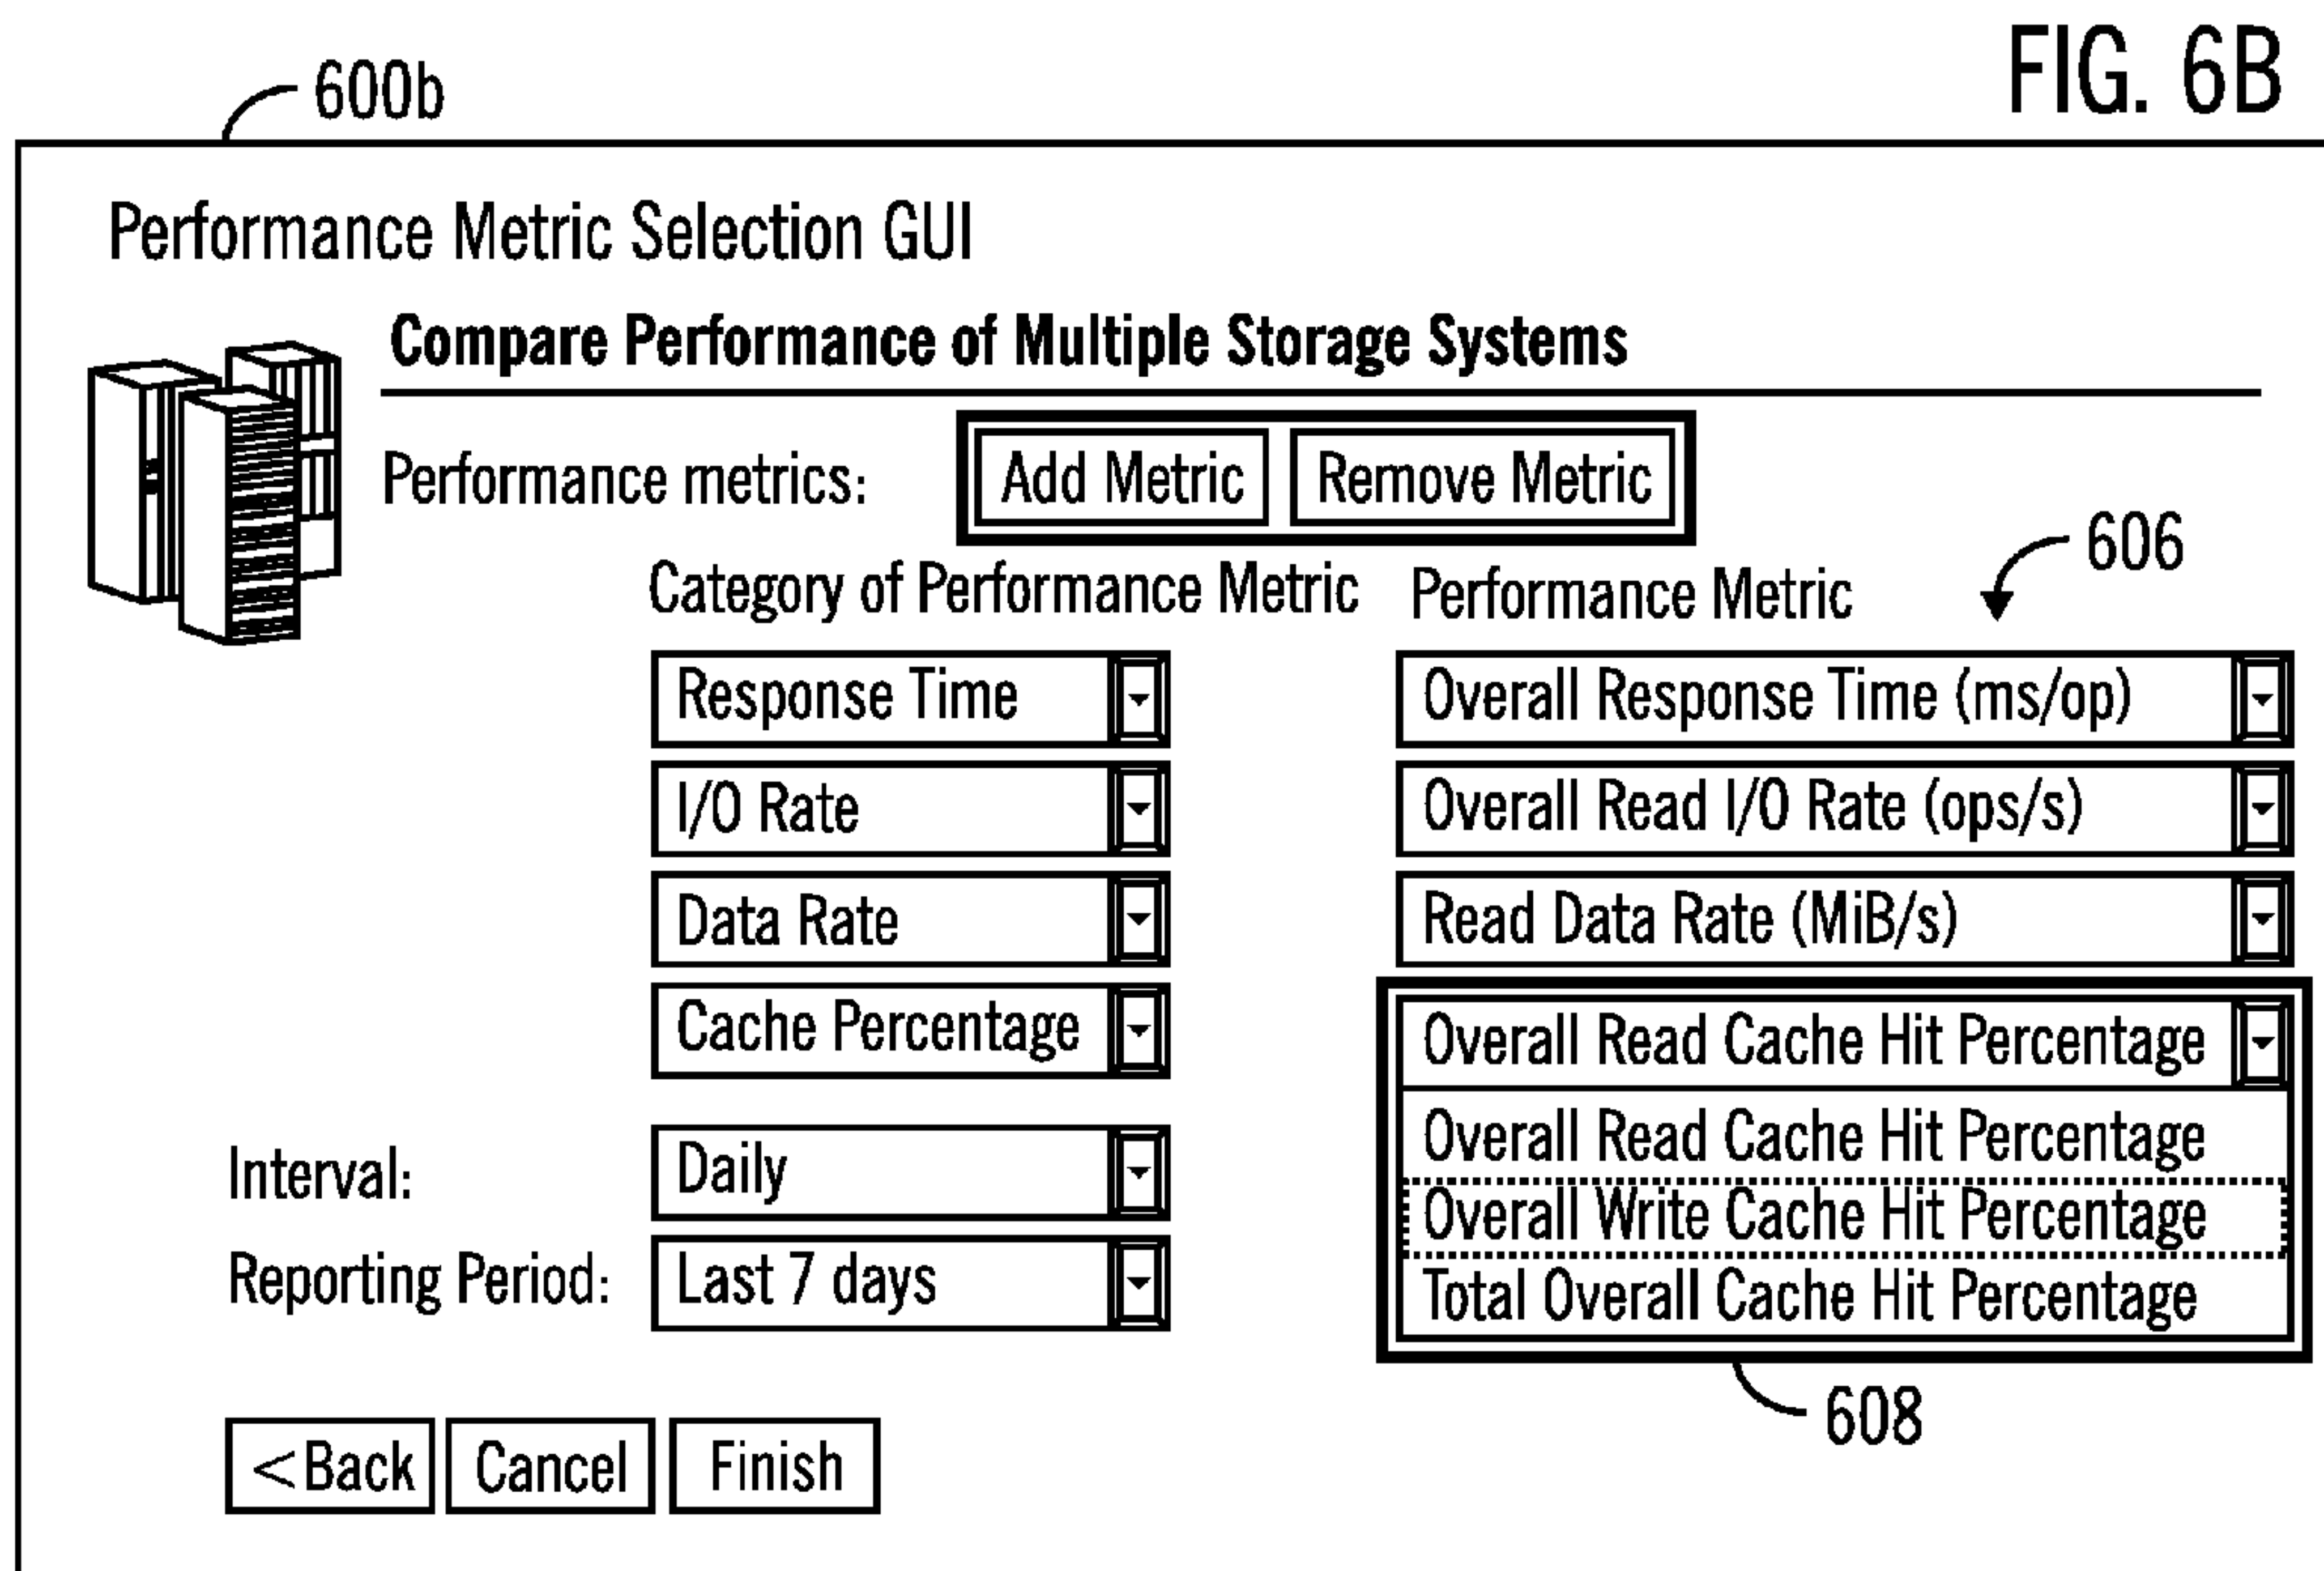 FIG. 6B
600b
Performance Metric Selection GUI
Compare Performance of Multiple Storage Systems
Performance metrics: Add Metric Remove Metric
606
Category of Performance Metric Performance Metric
Response Time Overall Response Time (ms/op)
I/O Rate Overall Read I/O Rate (ops/s)
Data Rate Read Data Rate (MiB/s)
Cache Percentage Overall Read Cache Hit Percentage
Overall Read Cache Hit Percentage
Interval: Daily Overall Write Cache Hit Percentage
Reporting Period: Last 7 days Total Overall Cache Hit Percentage
608
<Back Cancel Finish